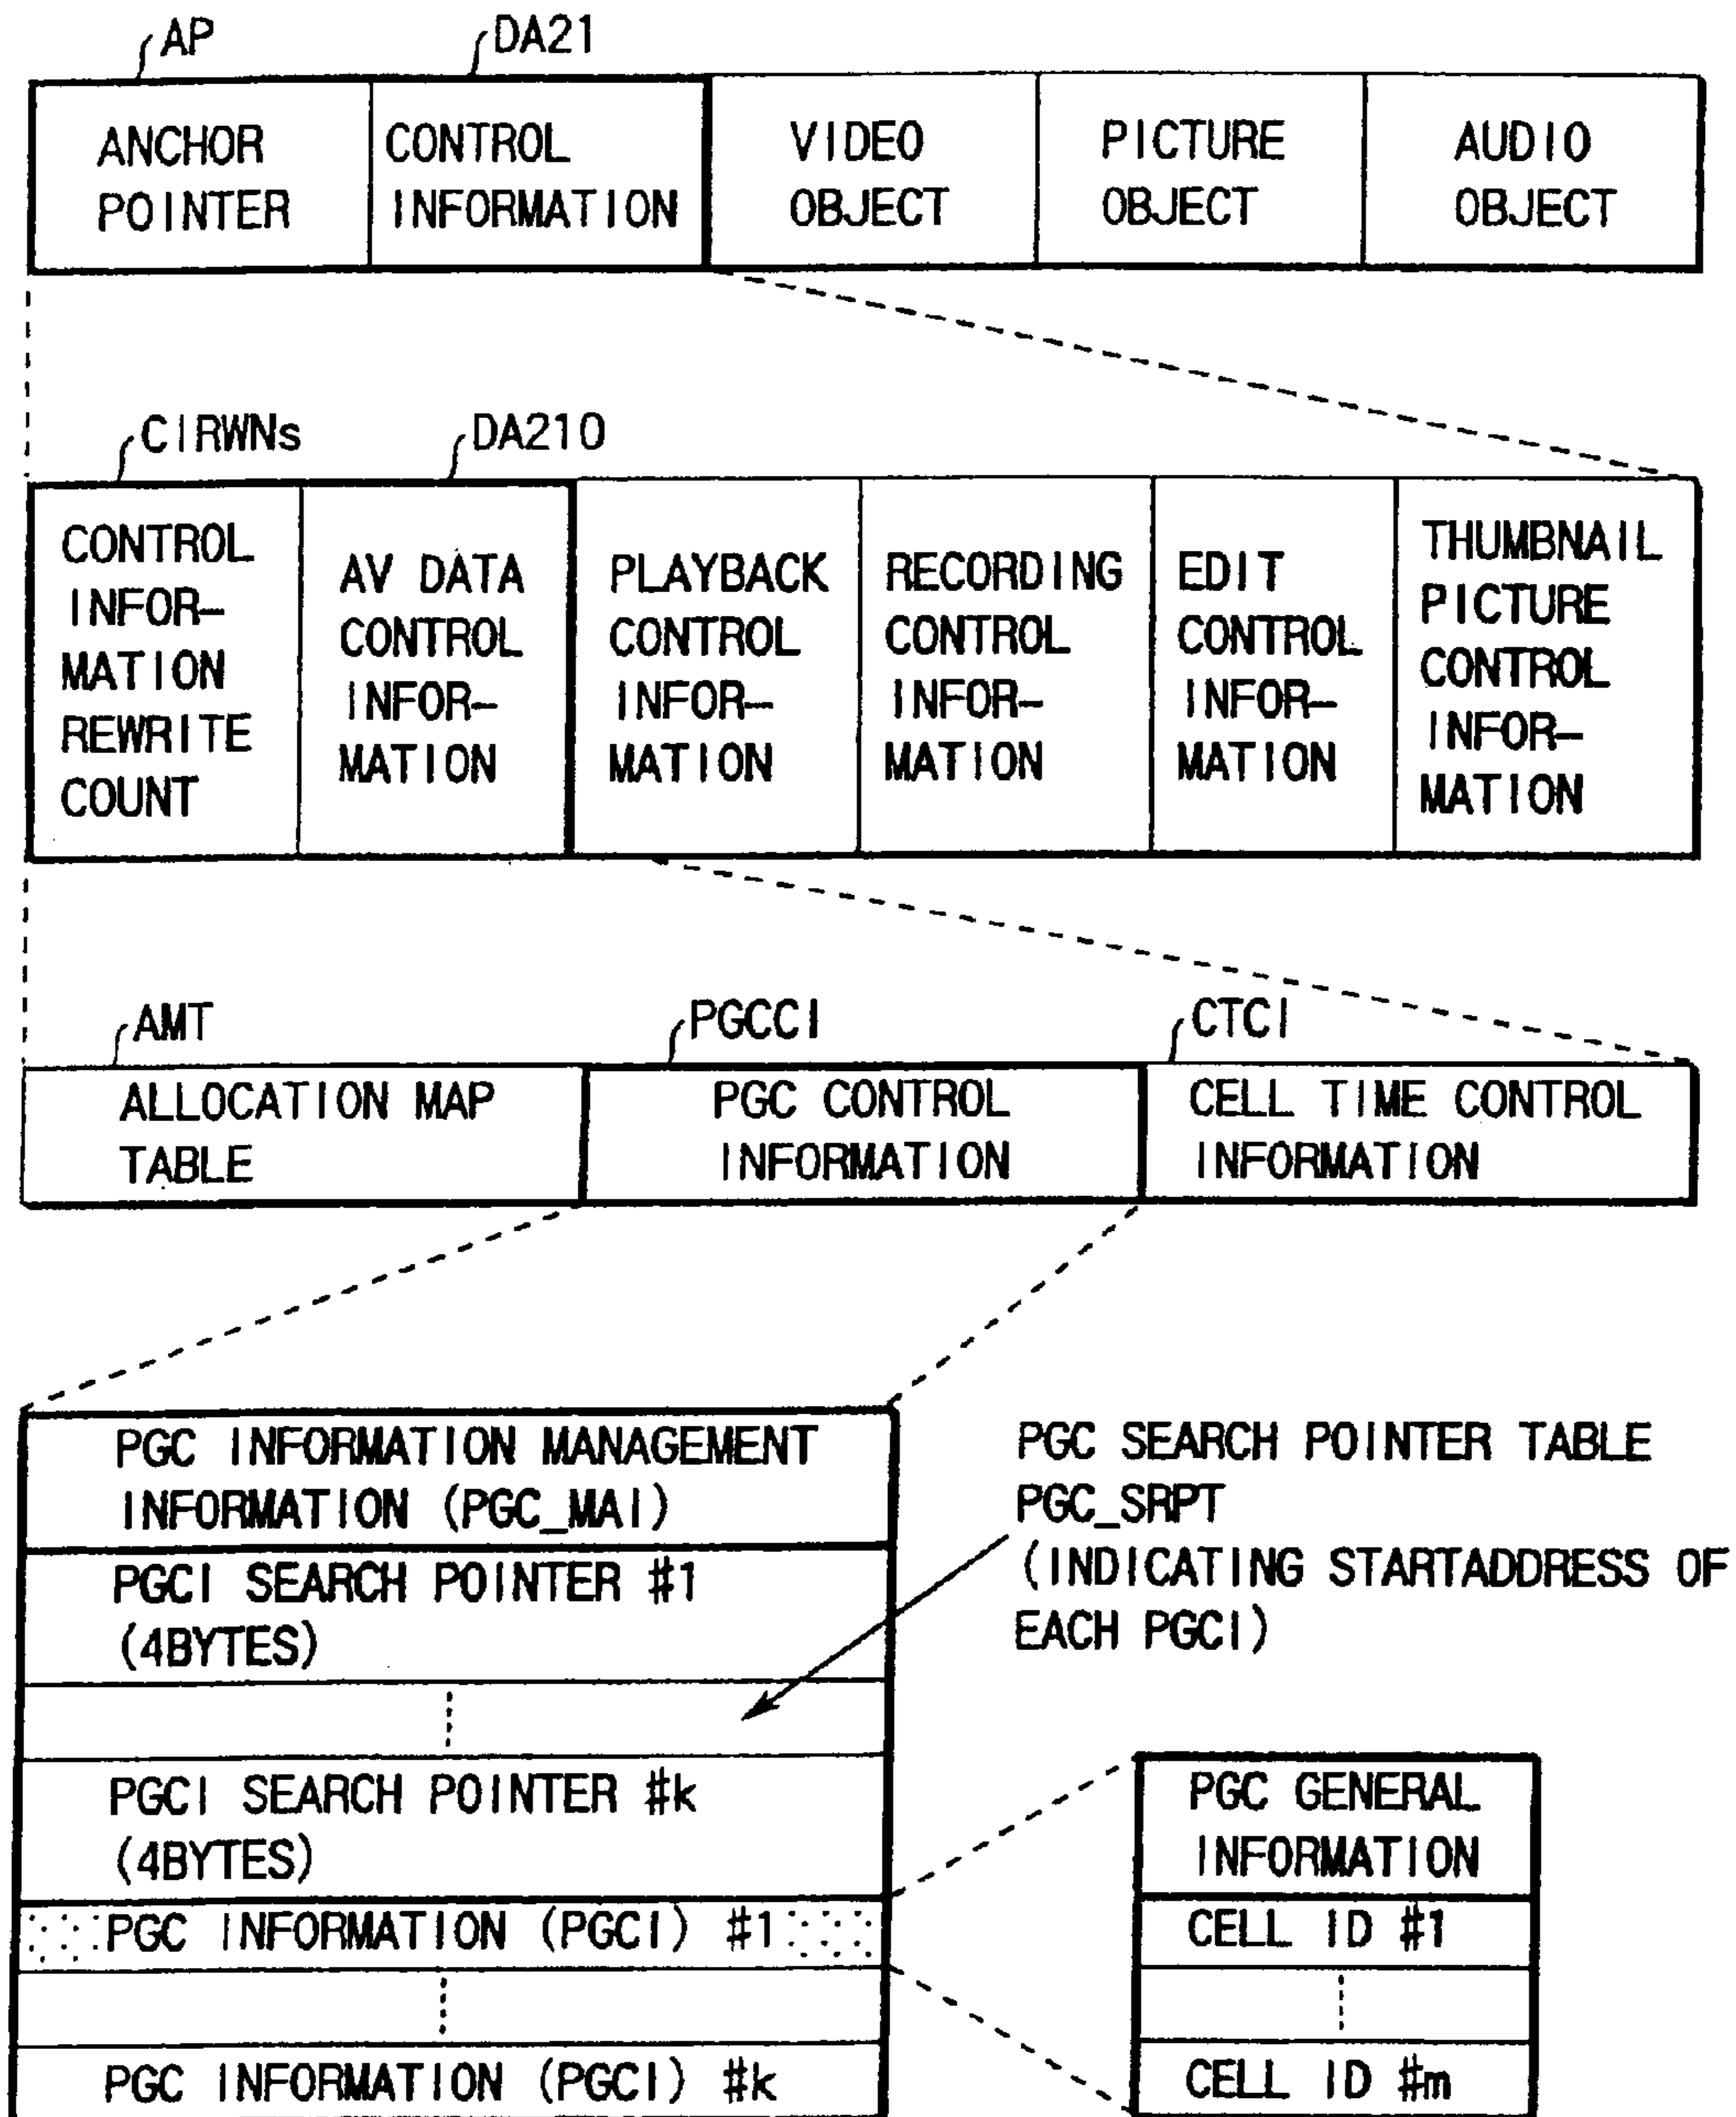 AP
DA21
ANCHOR
POINTER
CONTROL
INFORMATION
VIDEO
OBJECT
PICTURE
OBJECT
AUDIO
OBJECT
CIRWNs
DA210
CONTROL
INFOR-
MATION
REWRITE
COUNT
AV DATA
CONTROL
INFOR-
MATION
PLAYBACK
CONTROL
INFOR-
MATION
RECORDING
CONTROL
INFOR-
MATION
EDIT
CONTROL
INFOR-
MATION
THUMBNAIL
PICTURE
CONTROL
INFOR-
MATION
AMT
PGCCI
CTCI
ALLOCATION MAP
TABLE
PGC CONTROL
INFORMATION
CELL TIME CONTROL
INFORMATION
PGC INFORMATION MANAGEMENT
INFORMATION (PGC_MAI)
PGCI SEARCH POINTER #1
(4BYTES)
PGCI SEARCH POINTER #k
(4BYTES)
PGC INFORMATION (PGCI) #1
PGC INFORMATION (PGCI) #k
PGC SEARCH POINTER TABLE
PGC_SRPT
(INDICATING STARTADDRESS OF
EACH PGCI)
PGC GENERAL
INFORMATION
CELL ID #1
CELL ID #m